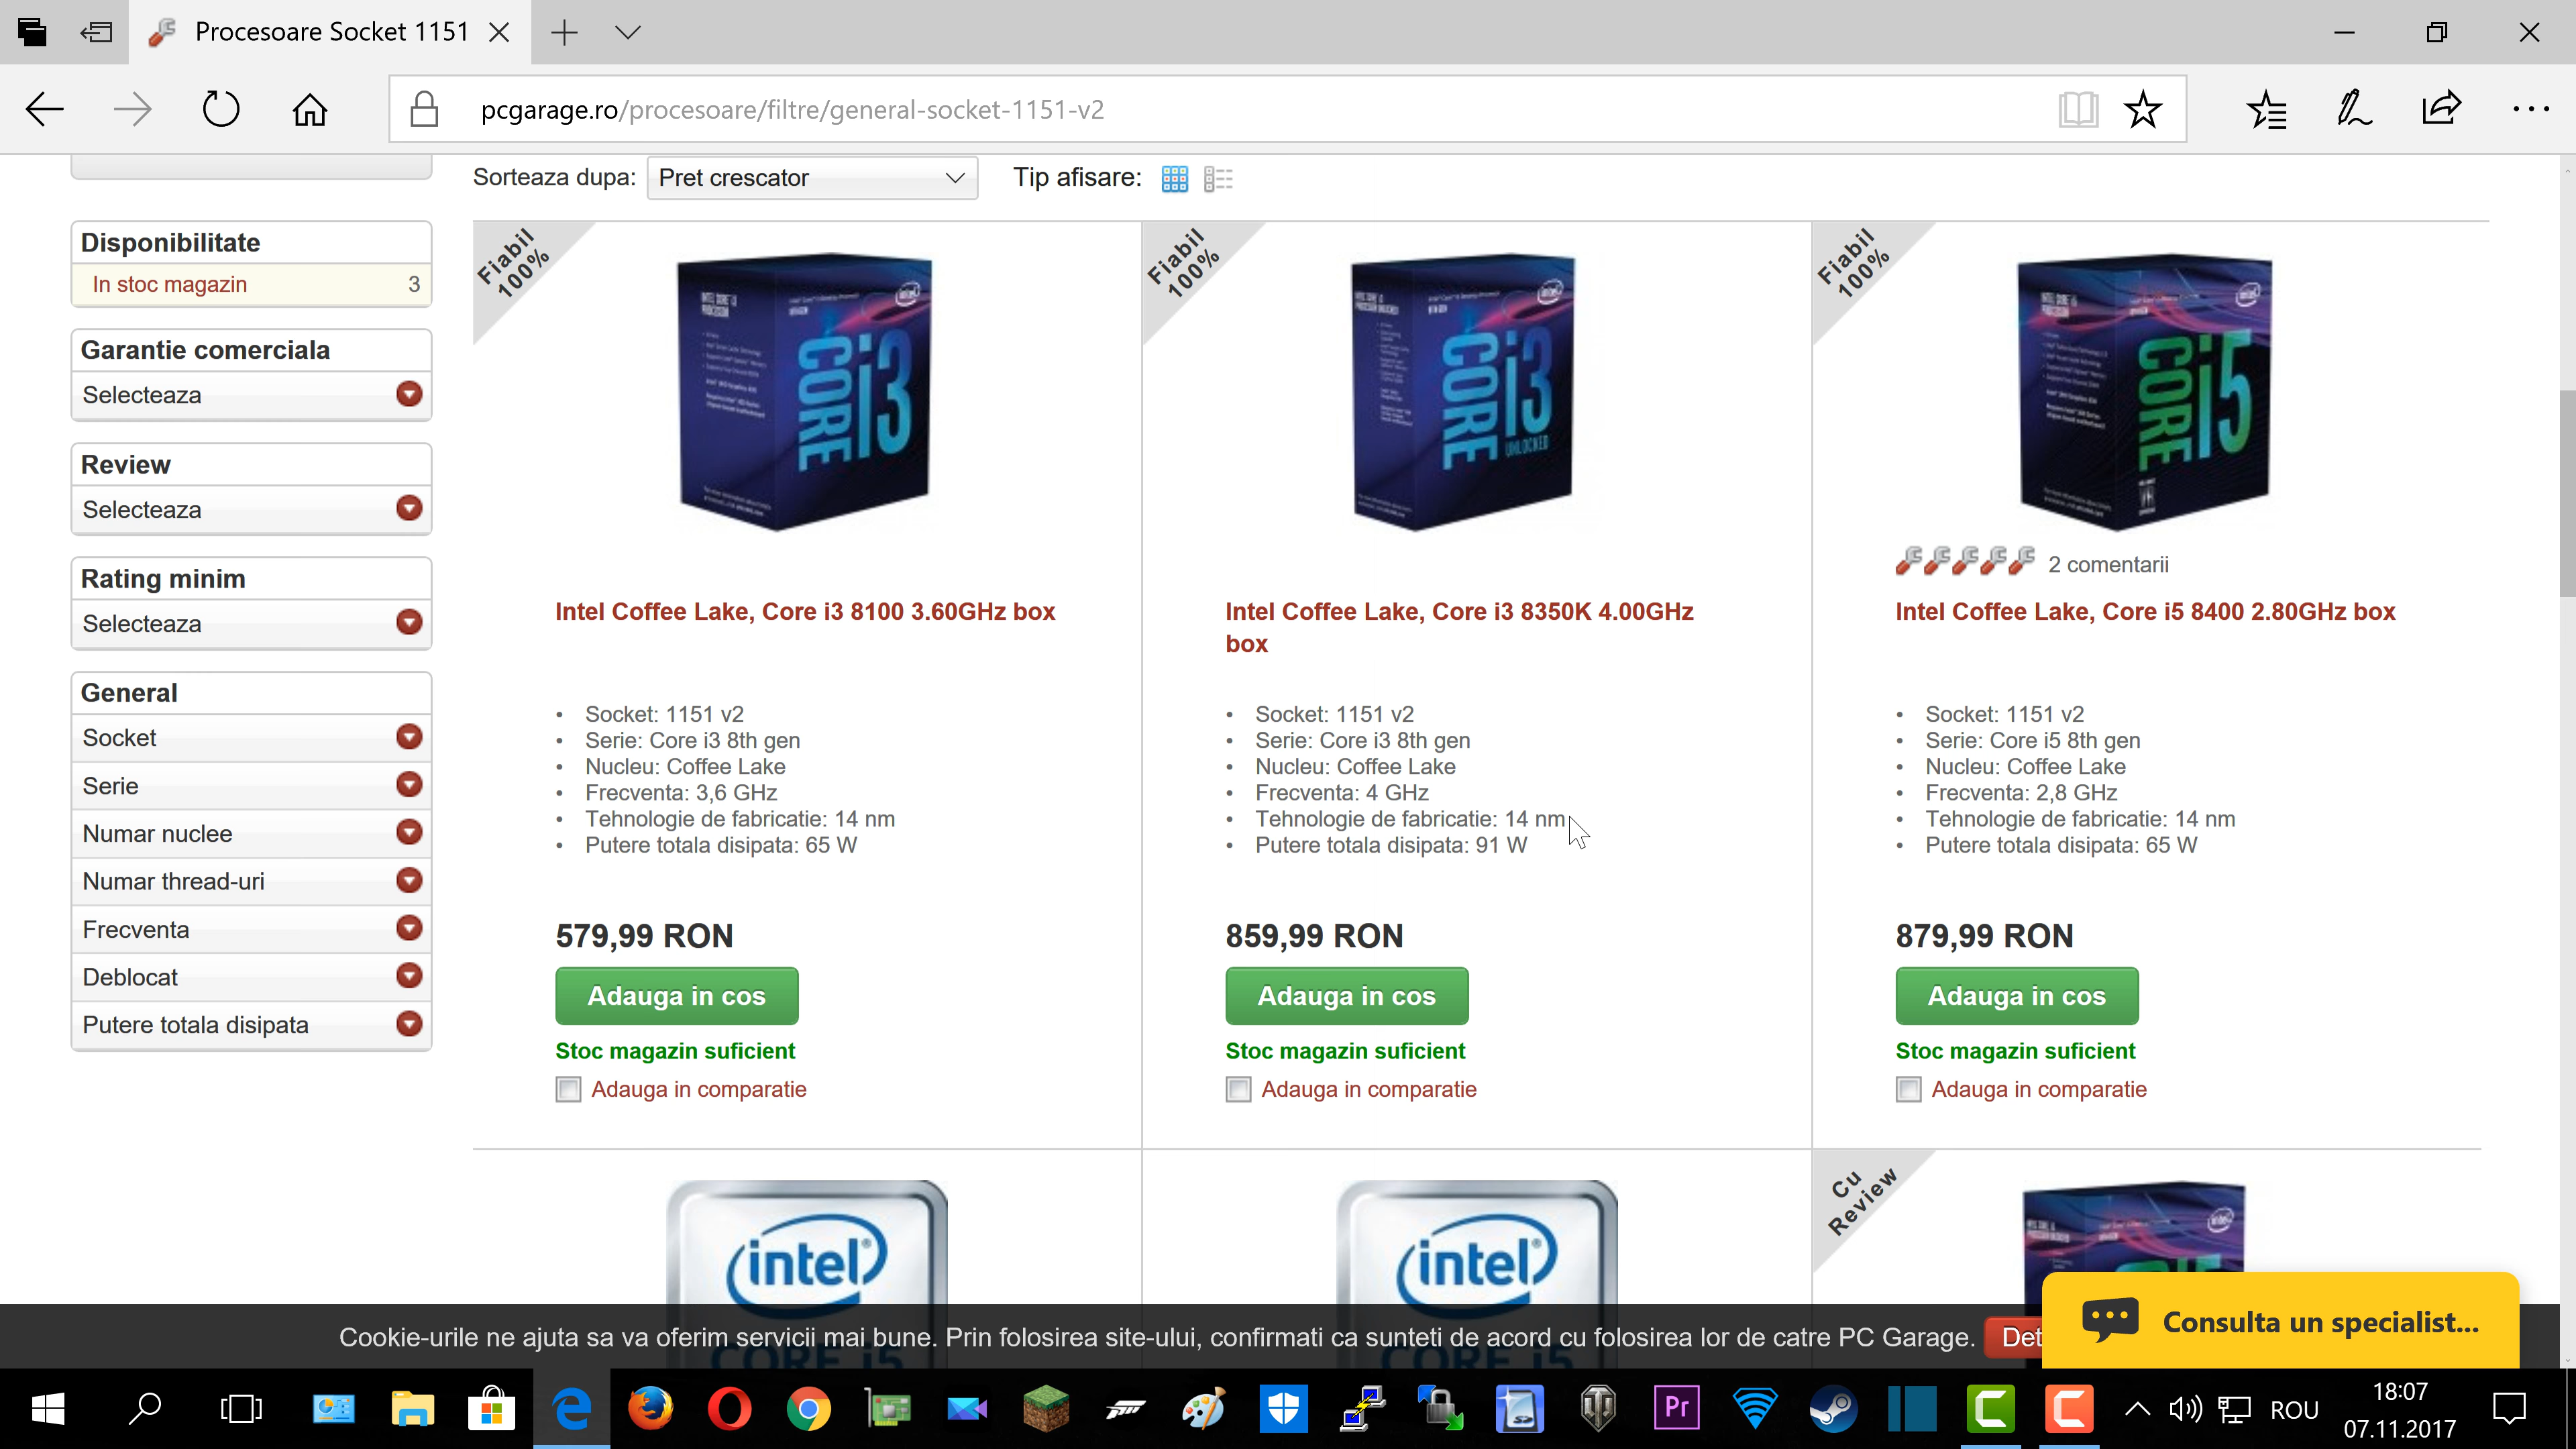 Procesoare Socket 1151
pcgarage.ro/procesoare/filtre/general-socket-1151-v2
Sorteaza dupa: Pret crescator Tip afisare:
Disponibilitate
In stoc magazin 3
Garantie comerciala
Selecteaza
Review
Selecteaza
Rating minim
Selecteaza
General
Socket
Serie
Numar nuclee
Numar thread-uri
Frecventa
Deblocat
Putere totala disipata
Fiabil
100%
intel
CORE i3
Intel Coffee Lake, Core i3 8100 3.60GHz box
• Socket: 1151 v2
• Serie: Core i3 8th gen
• Nucleu: Coffee Lake
• Frecventa: 3,6 GHz
• Tehnologie de fabricatie: 14 nm
• Putere totala disipata: 65 W
579,99 RON
Adauga in cos
Stoc magazin suficient
Adauga in comparatie
Fiabil
100%
intel
CORE i3
UNLOCKED
Intel Coffee Lake, Core i3 8350K 4.00GHz
box
• Socket: 1151 v2
• Serie: Core i3 8th gen
• Nucleu: Coffee Lake
• Frecventa: 4 GHz
• Tehnologie de fabricatie: 14 nm
• Putere totala disipata: 91 W
859,99 RON
Adauga in cos
Stoc magazin suficient
Adauga in comparatie
Fiabil
100%
intel
CORE i5
2 comentarii
Intel Coffee Lake, Core i5 8400 2.80GHz box
• Socket: 1151 v2
• Serie: Core i5 8th gen
• Nucleu: Coffee Lake
• Frecventa: 2,8 GHz
• Tehnologie de fabricatie: 14 nm
• Putere totala disipata: 65 W
879,99 RON
Adauga in cos
Stoc magazin suficient
Adauga in comparatie
intel®
CORE i5
intel®
CORE i5
Cu
Review
intel
Cookie-urile ne ajuta sa va oferim servicii mai bune. Prin folosirea site-ului, confirmati ca sunteti de acord cu folosirea lor de catre PC Garage. Det
Consulta un specialist...
Pr
ROU
18:07
07.11.2017